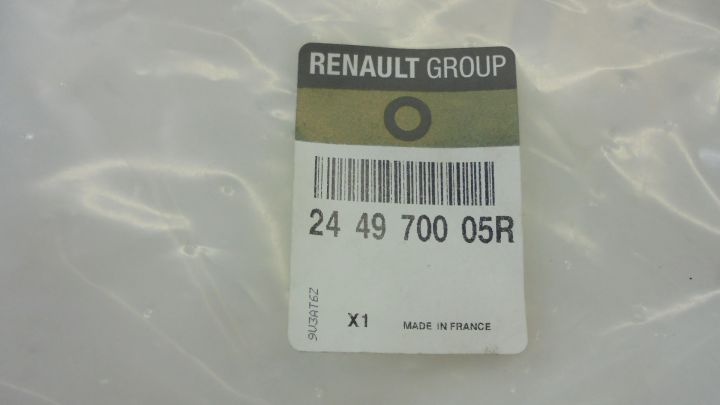 RENAULT GROUP
24 49 700 05R
9U3AT6Z
X1 MADE IN FRANCE